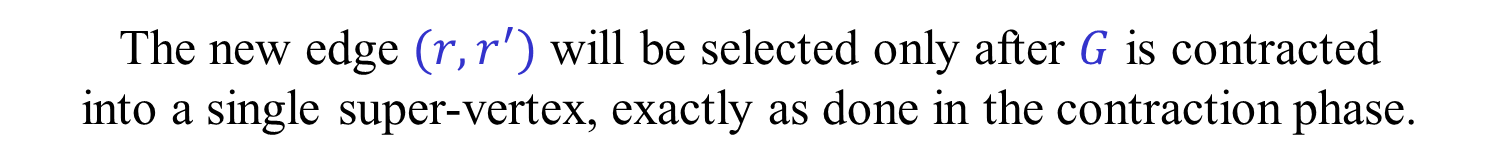 The new edge (r, r′) will be selected only after G is contracted
into a single super-vertex, exactly as done in the contraction phase.